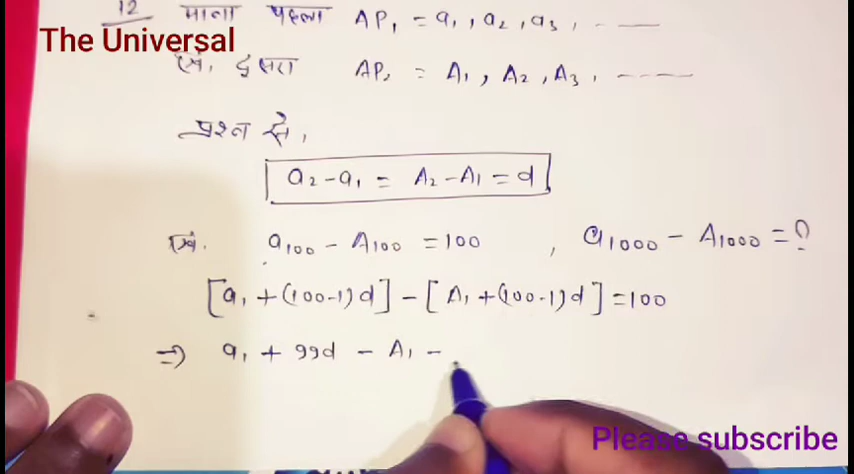 12 माना पहला AP₁ = a₁, a₂, a₃, -----
The Universal
एवं दूसरा AP₂ = A₁, A₂, A₃, -----
प्रश्न से,
a₂-a₁ = A₂-A₁ = d
एवं. a₁₀₀ - A₁₀₀ = 100 , a₁₀₀₀ - A₁₀₀₀ = ?
[a₁ + (100-1)d] - [A₁ + (100-1)d] = 100
⇒ a₁ + 99d - A₁ -
Please subscribe